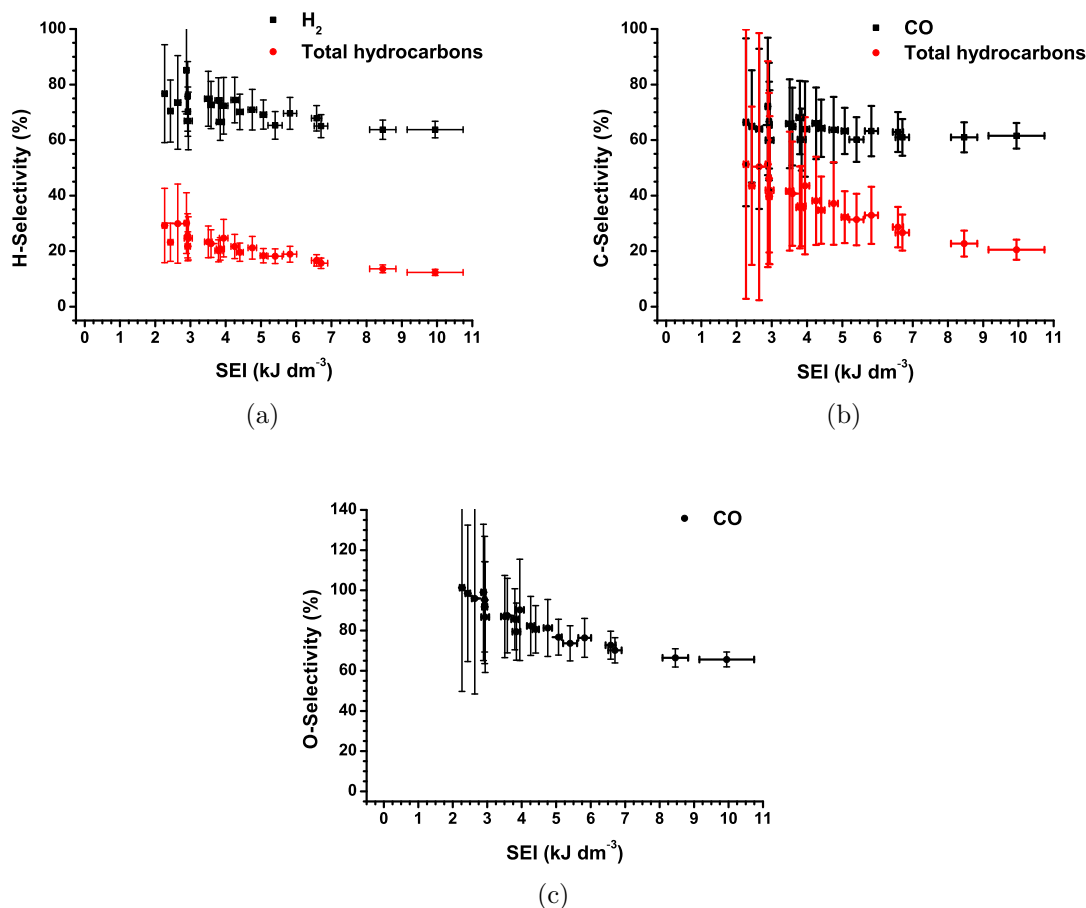 H2
Total hydrocarbons
100
80
60
40
20
0
H-Selectivity (%)
0 1 2 3 4 5 6 7 8 9 10 11
SEI (kJ dm-3)
(a)
CO
Total hydrocarbons
100
80
60
40
20
0
C-Selectivity (%)
0 1 2 3 4 5 6 7 8 9 10 11
SEI (kJ dm-3)
(b)
CO
140
120
100
80
60
40
20
0
O-Selectivity (%)
0 1 2 3 4 5 6 7 8 9 10 11
SEI (kJ dm-3)
(c)